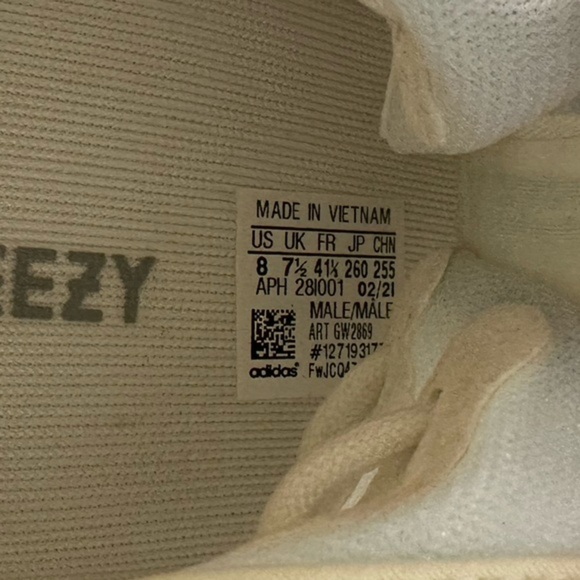 EEZY
MADE IN VIETNAM
US UK FR JP CHN
8 7½ 41⅓ 260 255
APH 28I001 02/21
MALE/MÂLE
ART GW2869
adidas